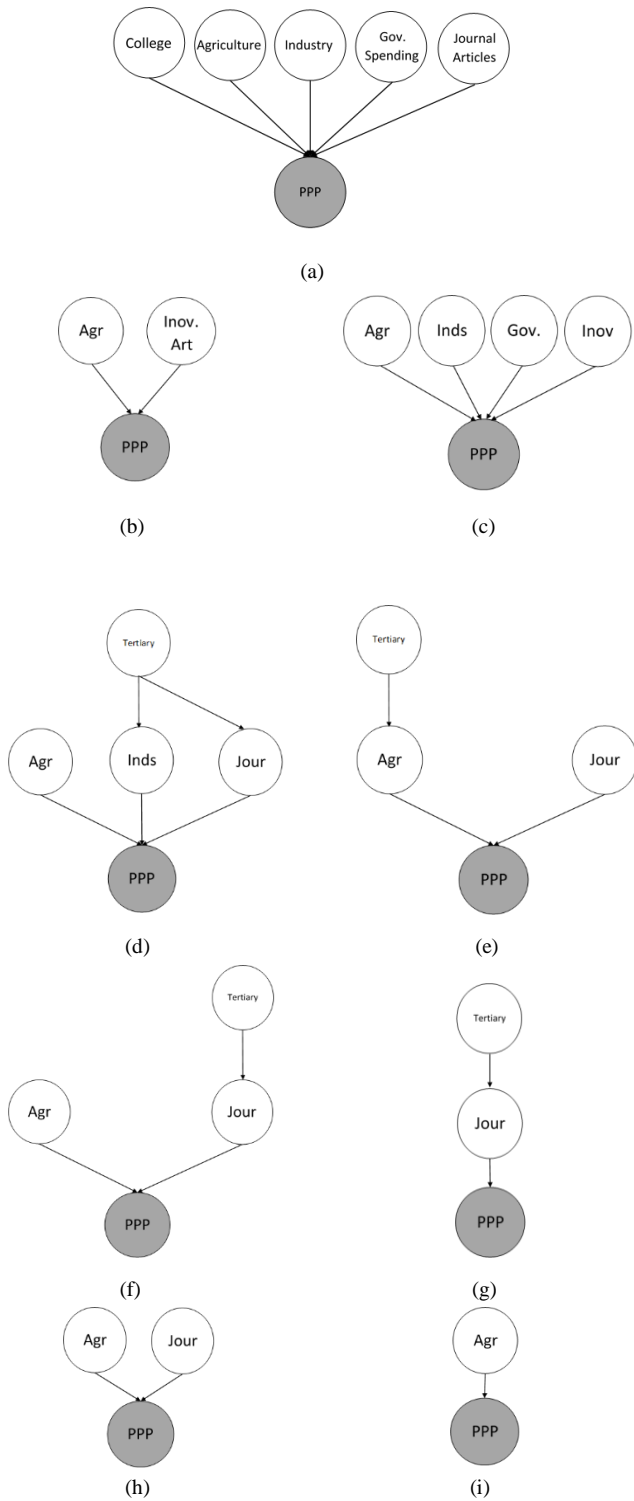 College Agriculture Industry Gov. Spending Journal Articles
PPP
(a)
Agr Inov. Art
PPP
(b)
Agr Inds Gov. Inov
PPP
(c)
Tertiary
Agr Inds Jour
PPP
(d)
Tertiary
Agr Jour
PPP
(e)
Tertiary
Agr Jour
PPP
(f)
Tertiary
Jour
PPP
(g)
Agr Jour
PPP
(h)
Agr
PPP
(i)